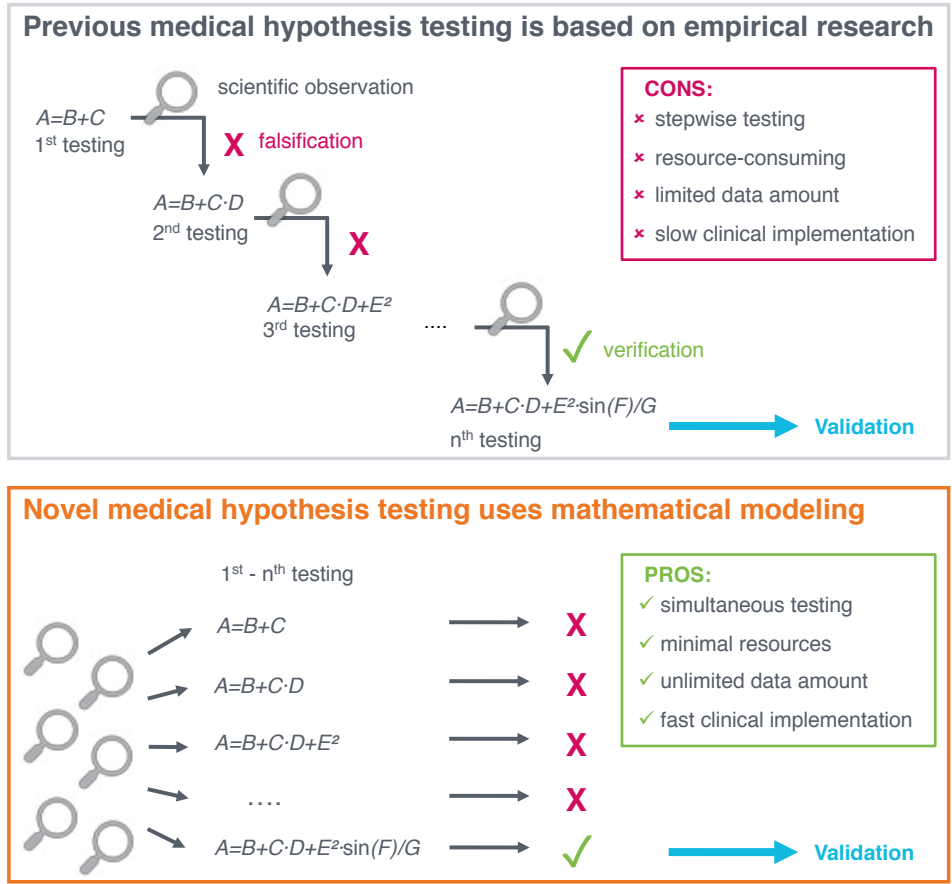 Previous medical hypothesis testing is based on empirical research
scientific observation
A=B+C
1st testing
X falsification
A=B+C·D
2nd testing
X
A=B+C·D+E²
3rd testing
....
✓ verification
A=B+C·D+E²·sin(F)/G
nth testing
Validation
CONS:
× stepwise testing
× resource-consuming
× limited data amount
× slow clinical implementation
Novel medical hypothesis testing uses mathematical modeling
1st - nth testing
A=B+C X
A=B+C·D X
A=B+C·D+E² X
.... X
A=B+C·D+E²·sin(F)/G ✓ Validation
PROS:
✓ simultaneous testing
✓ minimal resources
✓ unlimited data amount
✓ fast clinical implementation